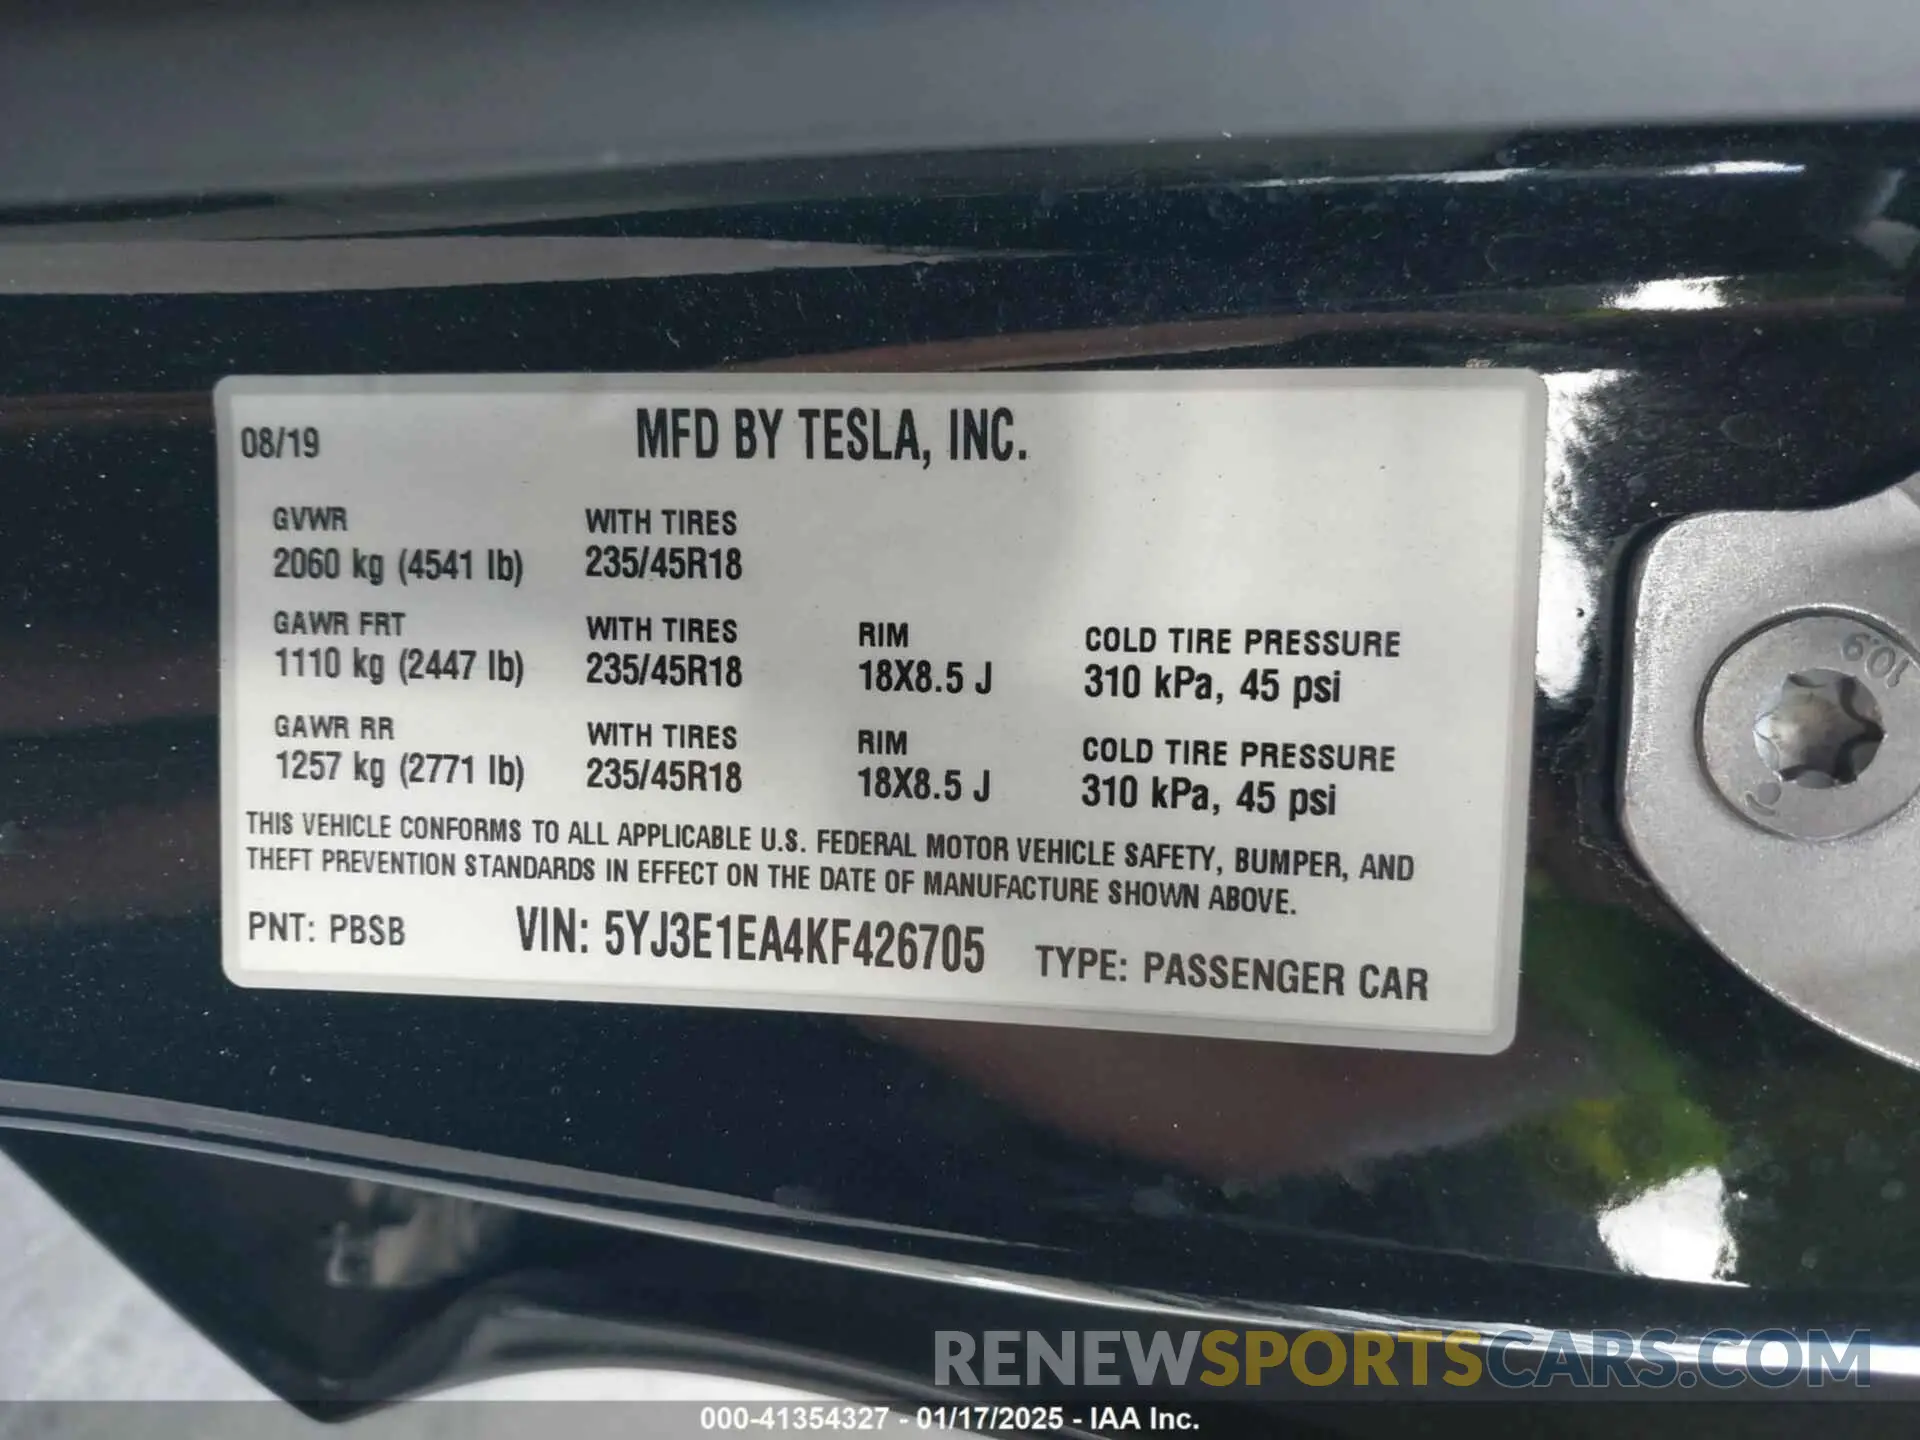 08/19 MFD BY TESLA, INC.
GVWR WITH TIRES
2060 kg (4541 lb) 235/45R18
GAWR FRT WITH TIRES RIM COLD TIRE PRESSURE
1110 kg (2447 lb) 235/45R18 18X8.5 J 310 kPa, 45 psi
GAWR RR WITH TIRES RIM COLD TIRE PRESSURE
1257 kg (2771 lb) 235/45R18 18X8.5 J 310 kPa, 45 psi
THIS VEHICLE CONFORMS TO ALL APPLICABLE U.S. FEDERAL MOTOR VEHICLE SAFETY, BUMPER, AND
THEFT PREVENTION STANDARDS IN EFFECT ON THE DATE OF MANUFACTURE SHOWN ABOVE.
PNT: PBSB VIN: 5YJ3E1EA4KF426705 TYPE: PASSENGER CAR
10.9
RENEWSPORTSCARS.COM
000-41354327 - 01/17/2025 - IAA Inc.